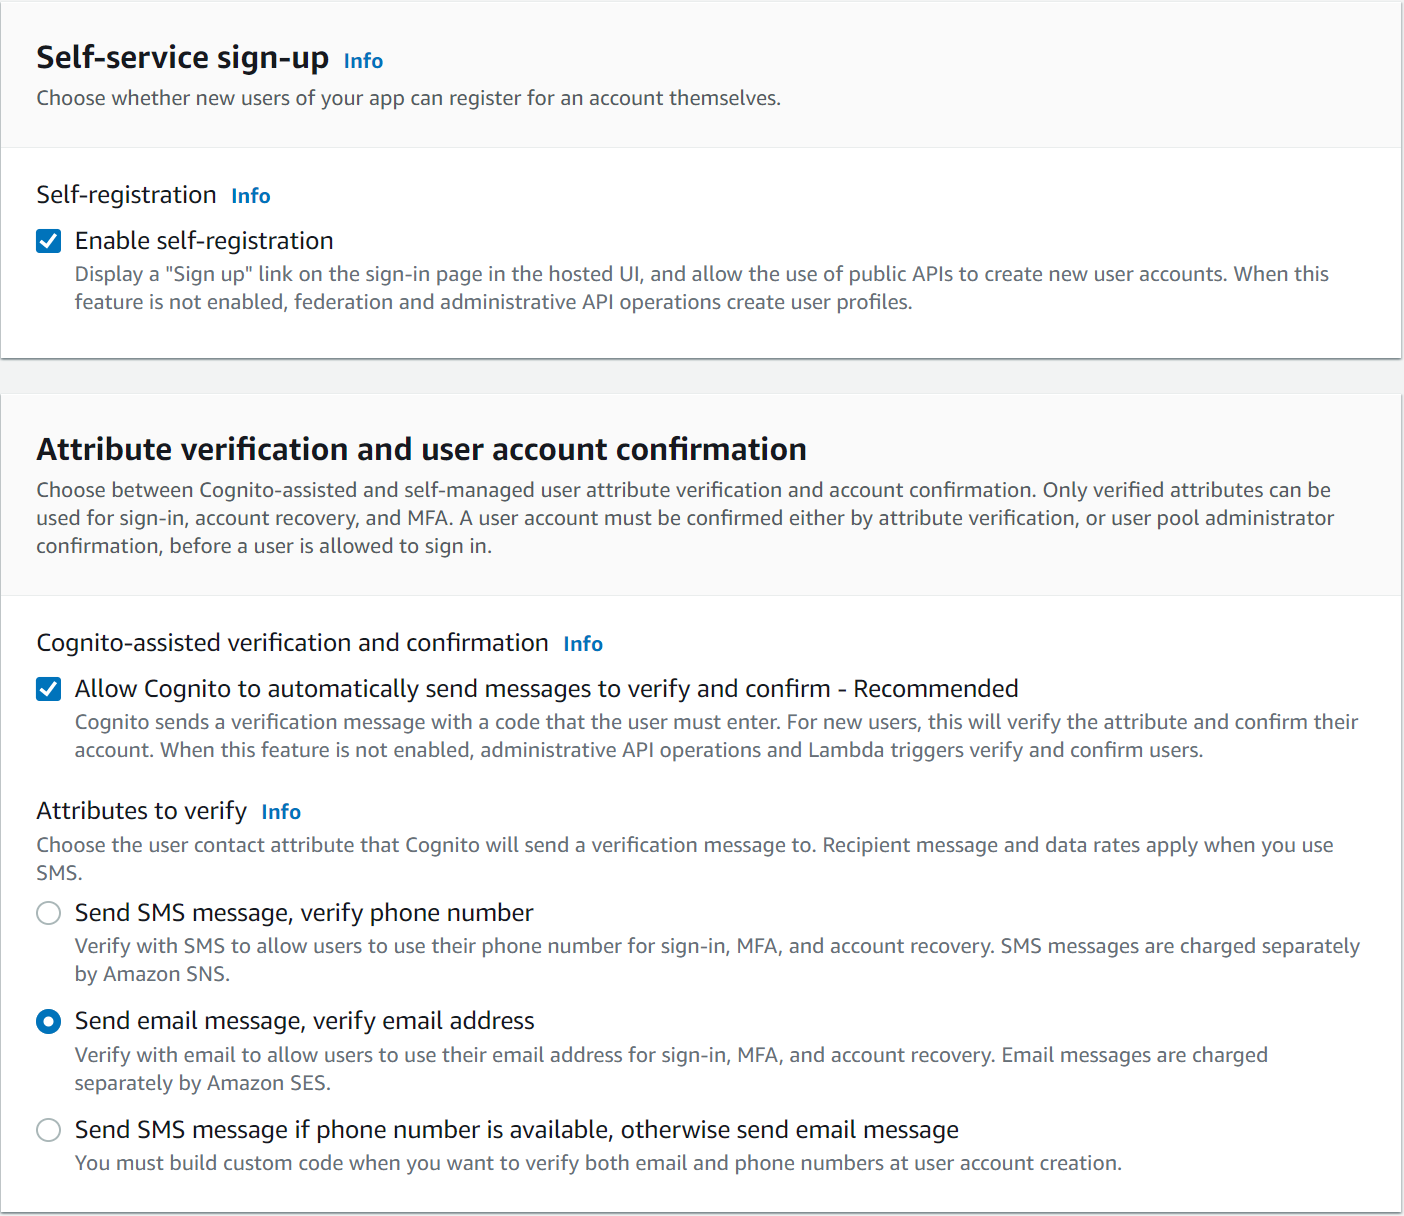 Self-service sign-up Info
Choose whether new users of your app can register for an account themselves.
Self-registration Info
Enable self-registration
Display a "Sign up" link on the sign-in page in the hosted UI, and allow the use of public APIs to create new user accounts. When this
feature is not enabled, federation and administrative API operations create user profiles.
Attribute verification and user account confirmation
Choose between Cognito-assisted and self-managed user attribute verification and account confirmation. Only verified attributes can be
used for sign-in, account recovery, and MFA. A user account must be confirmed either by attribute verification, or user pool administrator
confirmation, before a user is allowed to sign in.
Cognito-assisted verification and confirmation Info
Allow Cognito to automatically send messages to verify and confirm - Recommended
Cognito sends a verification message with a code that the user must enter. For new users, this will verify the attribute and confirm their
account. When this feature is not enabled, administrative API operations and Lambda triggers verify and confirm users.
Attributes to verify Info
Choose the user contact attribute that Cognito will send a verification message to. Recipient message and data rates apply when you use
SMS.
Send SMS message, verify phone number
Verify with SMS to allow users to use their phone number for sign-in, MFA, and account recovery. SMS messages are charged separately
by Amazon SNS.
Send email message, verify email address
Verify with email to allow users to use their email address for sign-in, MFA, and account recovery. Email messages are charged
separately by Amazon SES.
Send SMS message if phone number is available, otherwise send email message
You must build custom code when you want to verify both email and phone numbers at user account creation.